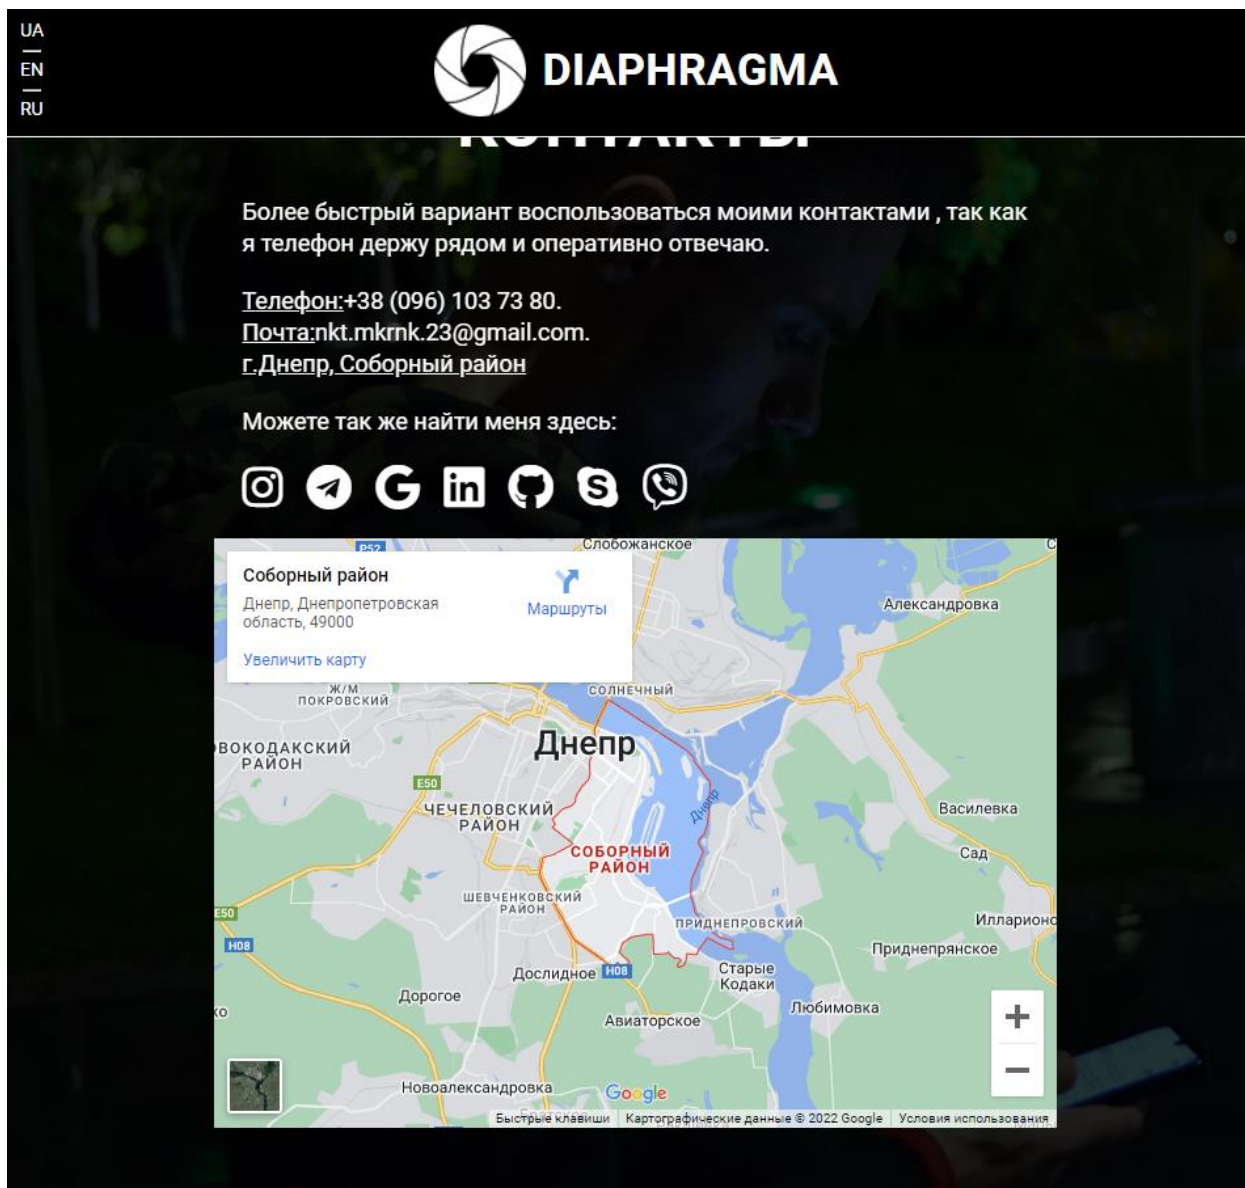 UA
EN
RU
DIAPHRAGMA
КОНТАКТЫ
Более быстрый вариант воспользоваться моими контактами , так как
я телефон держу рядом и оперативно отвечаю.
Телефон:+38 (096) 103 73 80.
Почта:nkt.mkrnk.23@gmail.com.
г.Днепр, Соборный район
Можете так же найти меня здесь:
P52
Слобожанское
Соборный район
Маршруты
Днепр, Днепропетровская
область, 49000
Увеличить карту
Александровка
Ж/М
ПОКРОВСКИЙ
СОЛНЕЧНЫЙ
Днепр
ВОКОДАКСКИЙ
РАЙОН
E50
ЧЕЧЕЛОВСКИЙ
РАЙОН
Днепр
Василевка
СОБОРНЫЙ
РАЙОН
Сад
ШЕВЧЕНКОВСКИЙ
РАЙОН
E50
ПРИДНЕПРОВСКИЙ
Илларионо
H08
Приднепрянское
Дослидное
H08
Старые
Кодаки
Дорогое
Любимовка
Авиаторское
Новоалександровка
Google
Быстрые клавиши
Картографические данные © 2022 Google
Условия использования